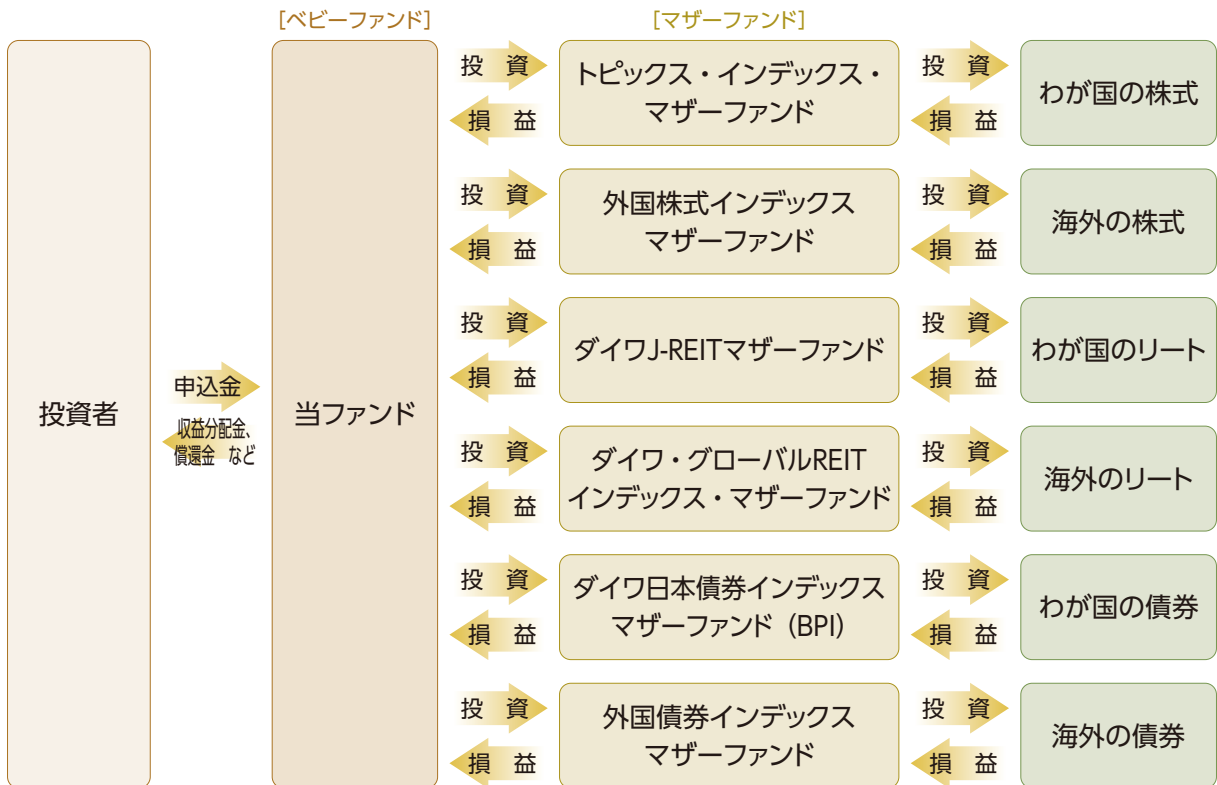 [ベビーファンド]
[マザーファンド]
投資者
申込金
収益分配金、
償還金 など
当ファンド
投 資
損 益
トピックス・インデックス・
マザーファンド
投 資
損 益
わが国の株式
投 資
損 益
外国株式インデックス
マザーファンド
投 資
損 益
海外の株式
投 資
損 益
ダイワJ-REITマザーファンド
投 資
損 益
わが国のリート
投 資
損 益
ダイワ・グローバルREIT
インデックス・マザーファンド
投 資
損 益
海外のリート
投 資
損 益
ダイワ日本債券インデックス
マザーファンド（BPI）
投 資
損 益
わが国の債券
投 資
損 益
外国債券インデックス
マザーファンド
投 資
損 益
海外の債券